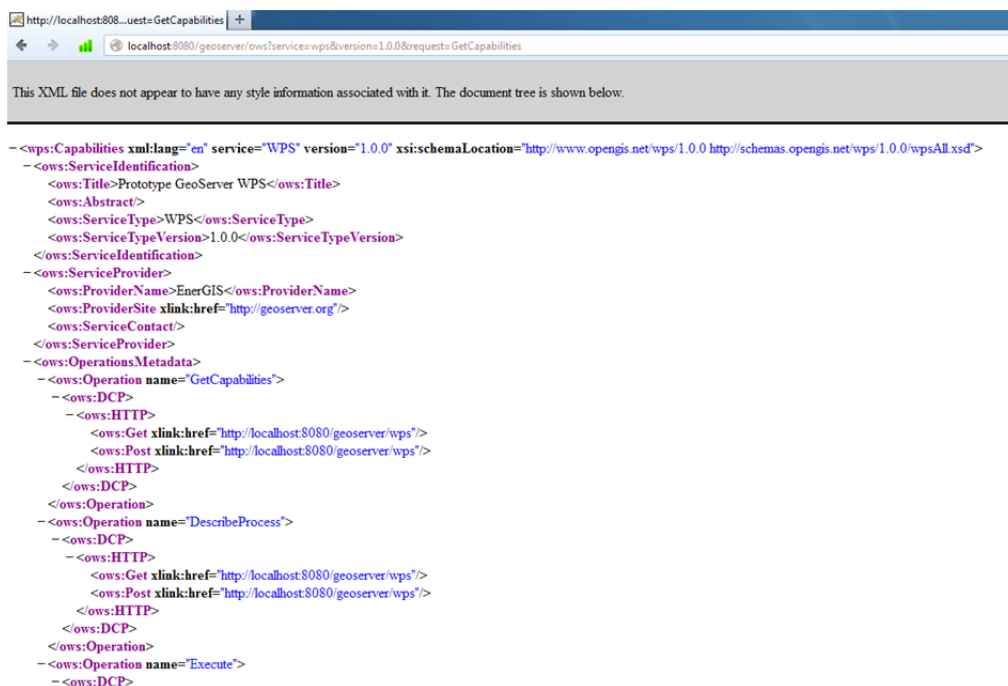 http://localhost:808...uest=GetCapabilities
localhost:8080/geoserver/ows?service=wps&version=1.0.0&request=GetCapabilities
This XML file does not appear to have any style information associated with it. The document tree is shown below.
−<wps:Capabilities xml:lang="en" service="WPS" version="1.0.0" xsi:schemaLocation="http://www.opengis.net/wps/1.0.0 http://schemas.opengis.net/wps/1.0.0/wpsAll.xsd">
−<ows:ServiceIdentification>
<ows:Title>Prototype GeoServer WPS</ows:Title>
<ows:Abstract/>
<ows:ServiceType>WPS</ows:ServiceType>
<ows:ServiceTypeVersion>1.0.0</ows:ServiceTypeVersion>
</ows:ServiceIdentification>
−<ows:ServiceProvider>
<ows:ProviderName>EnerGIS</ows:ProviderName>
<ows:ProviderSite xlink:href="http://geoserver.org"/>
<ows:ServiceContact/>
</ows:ServiceProvider>
−<ows:OperationsMetadata>
−<ows:Operation name="GetCapabilities">
−<ows:DCP>
−<ows:HTTP>
<ows:Get xlink:href="http://localhost:8080/geoserver/wps"/>
<ows:Post xlink:href="http://localhost:8080/geoserver/wps"/>
</ows:HTTP>
</ows:DCP>
</ows:Operation>
−<ows:Operation name="DescribeProcess">
−<ows:DCP>
−<ows:HTTP>
<ows:Get xlink:href="http://localhost:8080/geoserver/wps"/>
<ows:Post xlink:href="http://localhost:8080/geoserver/wps"/>
</ows:HTTP>
</ows:DCP>
</ows:Operation>
−<ows:Operation name="Execute">
−<ows:DCP>